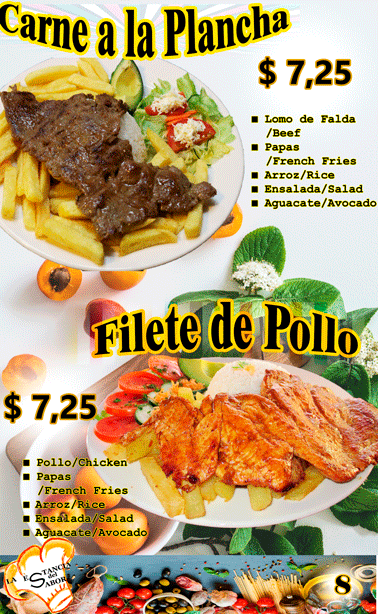 Carne a la Plancha
$ 7,25
■ Lomo de Falda
/Beef
■ Papas
/French Fries
■ Arroz/Rice
■ Ensalada/Salad
■ Aguacate/Avocado
Filete de Pollo
$ 7,25
■ Pollo/Chicken
■ Papas
/French Fries
■ Arroz/Rice
■ Ensalada/Salad
■ Aguacate/Avocado
LA ESTANCIA
del
SABOR
8